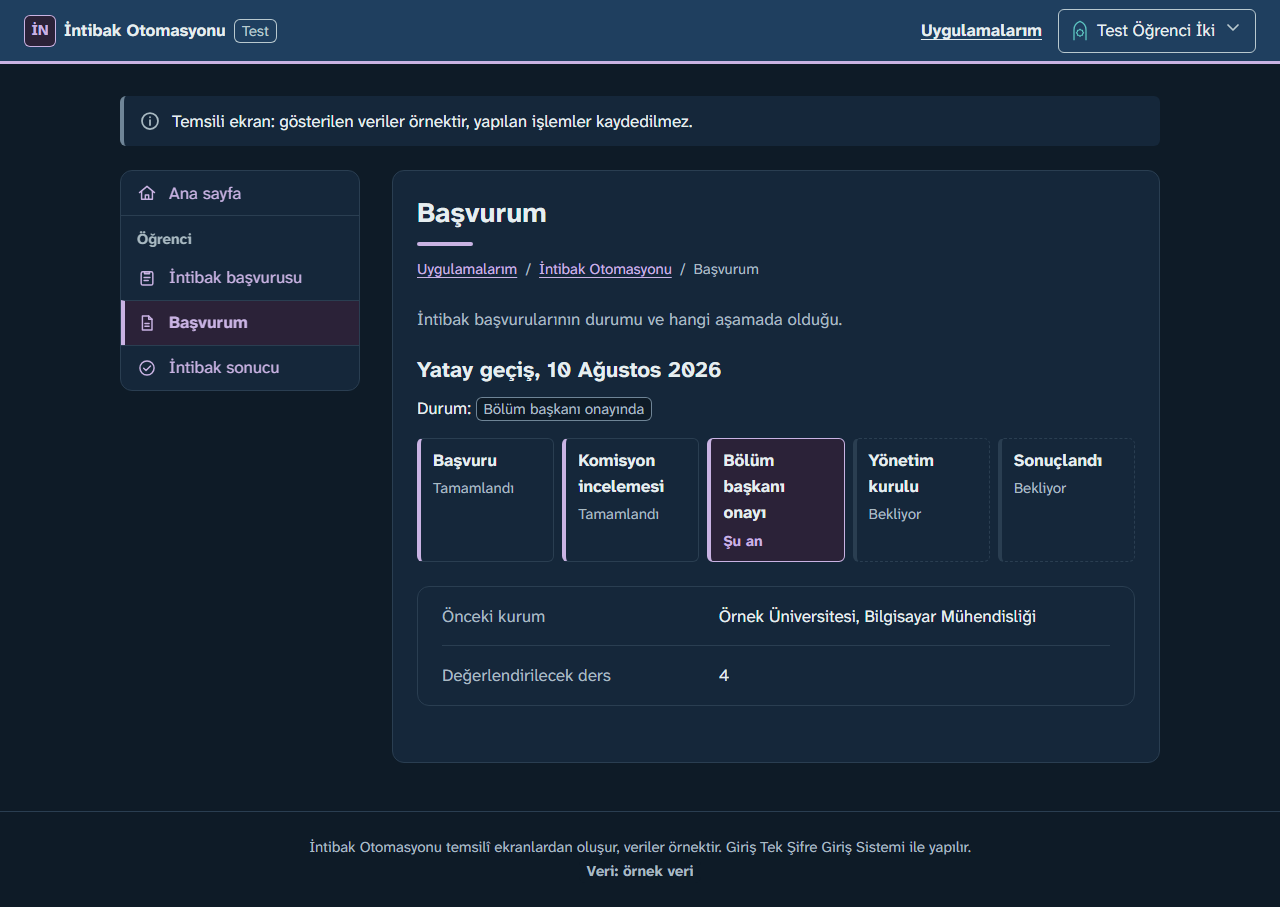 İN İntibak Otomasyonu Test
Uygulamalarım
Test Öğrenci İki
Temsili ekran: gösterilen veriler örnektir, yapılan işlemler kaydedilmez.
Ana sayfa
Öğrenci
İntibak başvurusu
Başvurum
İntibak sonucu
Başvurum
Uygulamalarım / İntibak Otomasyonu / Başvurum
İntibak başvurularının durumu ve hangi aşamada olduğu.
Yatay geçiş, 10 Ağustos 2026
Durum: Bölüm başkanı onayında
Başvuru
Tamamlandı
Komisyon
incelemesi
Tamamlandı
Bölüm
başkanı
onayı
Şu an
Yönetim
kurulu
Bekliyor
Sonuçlandı
Bekliyor
Önceki kurum
Örnek Üniversitesi, Bilgisayar Mühendisliği
Değerlendirilecek ders
4
İntibak Otomasyonu temsilî ekranlardan oluşur, veriler örnektir. Giriş Tek Şifre Giriş Sistemi ile yapılır.
Veri: örnek veri